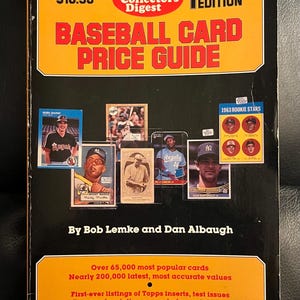 Collectors
Digest
EDITION
BASEBALL CARD
PRICE GUIDE
1963 ROOKIE STARS
By Bob Lemke and Dan Albaugh
Over 65,000 most popular cards
Nearly 200,000 latest, most accurate values
•
First-ever listings of Topps inserts, test issues